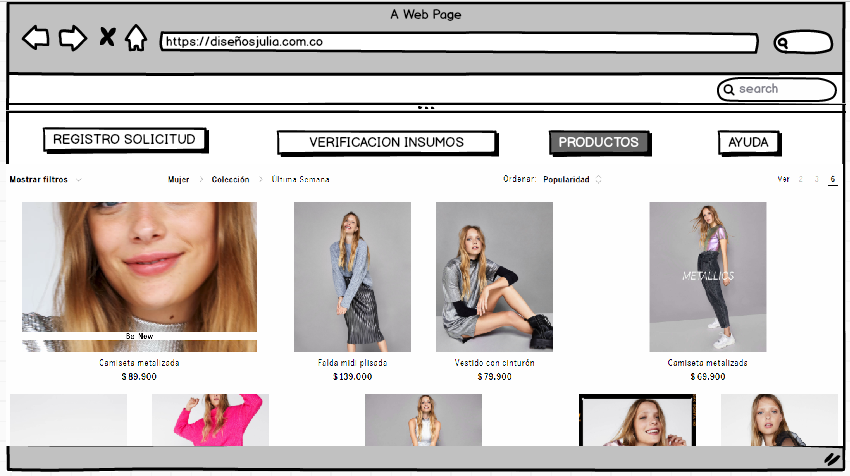 A Web Page
https://diseñosjulia.com.co
search
REGISTRO SOLICITUD VERIFICACION INSUMOS PRODUCTOS AYUDA
Mostrar filtros Mujer > Colección > Última Semana Ordenar: Popularidad Ver 2 3 6
METALLICS
So New
Camiseta metalizada Falda midi plisada Vestido con cinturón Camiseta metalizada
$ 89.900 $ 139.000 $ 79.900 $ 69.900